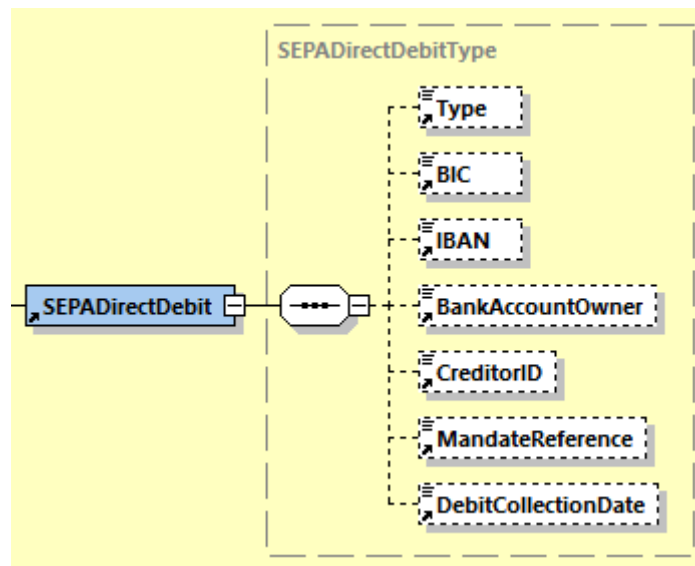 SEPADirectDebitType
Type
BIC
IBAN
SEPADirectDebit
BankAccountOwner
CreditorID
MandateReference
DebitCollectionDate